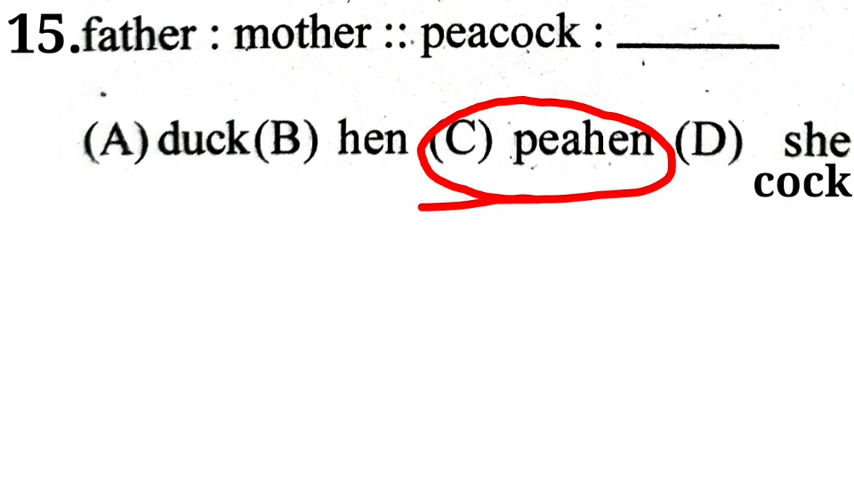 15.father : mother :: peacock : ________
(A) duck(B) hen (C) peahen (D) she
cock